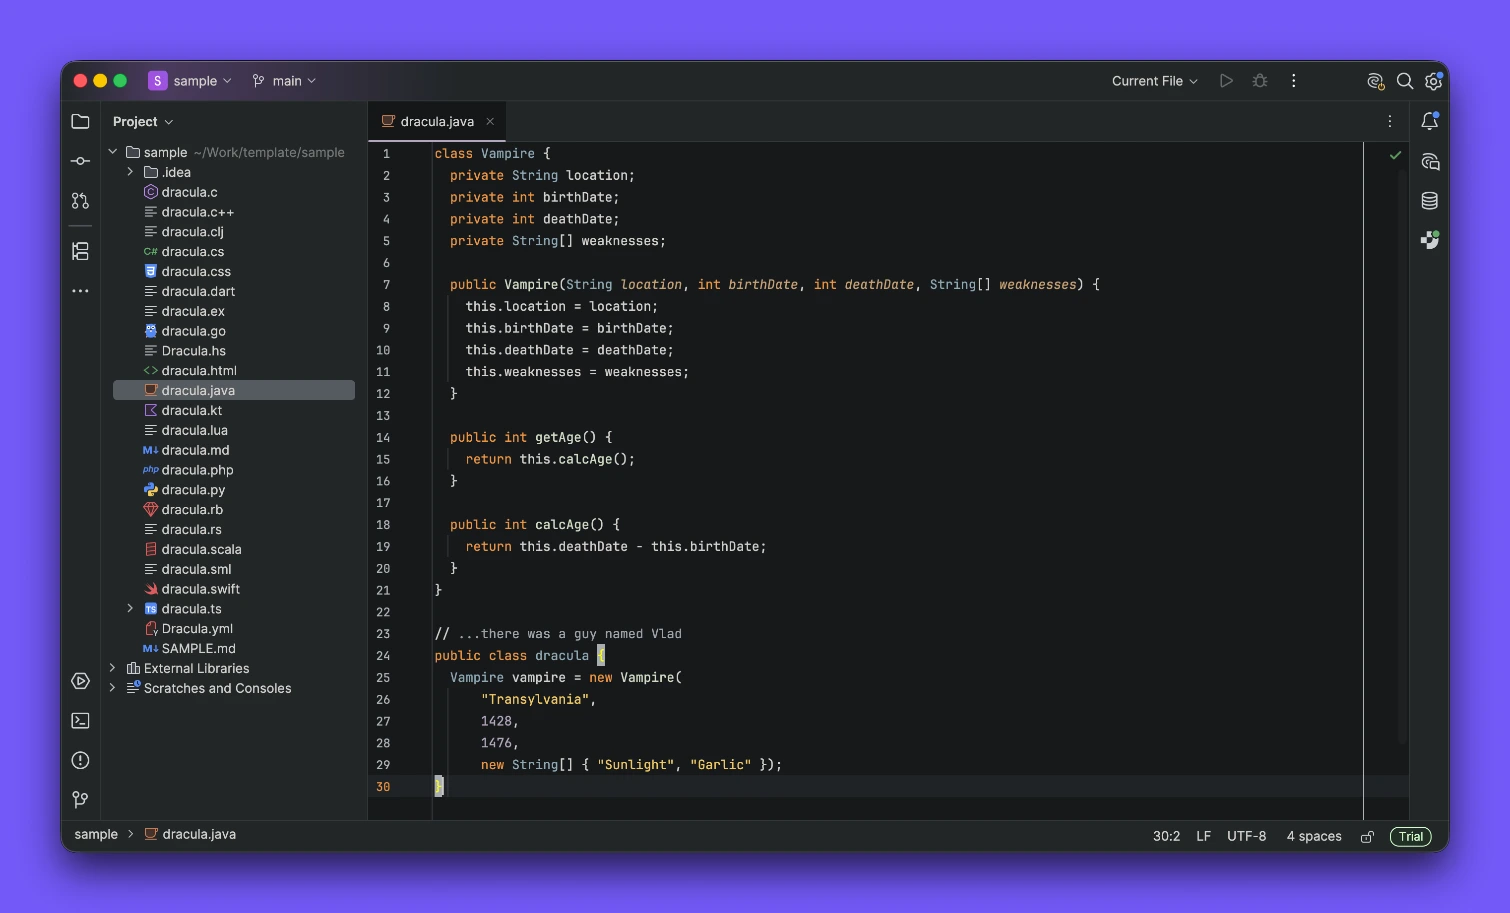 S sample main Current File
Project
dracula.java
sample ~/Work/template/sample
.idea
dracula.c
dracula.c++
dracula.clj
C# dracula.cs
dracula.css
dracula.dart
dracula.ex
dracula.go
Dracula.hs
<> dracula.html
dracula.java
dracula.kt
dracula.lua
M↓ dracula.md
php dracula.php
dracula.py
dracula.rb
dracula.rs
dracula.scala
dracula.sml
dracula.swift
TS dracula.ts
Dracula.yml
M↓ SAMPLE.md
External Libraries
Scratches and Consoles
1 class Vampire {
2 private String location;
3 private int birthDate;
4 private int deathDate;
5 private String[] weaknesses;
6
7 public Vampire(String location, int birthDate, int deathDate, String[] weaknesses) {
8 this.location = location;
9 this.birthDate = birthDate;
10 this.deathDate = deathDate;
11 this.weaknesses = weaknesses;
12 }
13
14 public int getAge() {
15 return this.calcAge();
16 }
17
18 public int calcAge() {
19 return this.deathDate - this.birthDate;
20 }
21 }
22
23 // ...there was a guy named Vlad
24 public class dracula {
25 Vampire vampire = new Vampire(
26 "Transylvania",
27 1428,
28 1476,
29 new String[] { "Sunlight", "Garlic" });
30 }
sample > dracula.java
30:2 LF UTF-8 4 spaces Trial